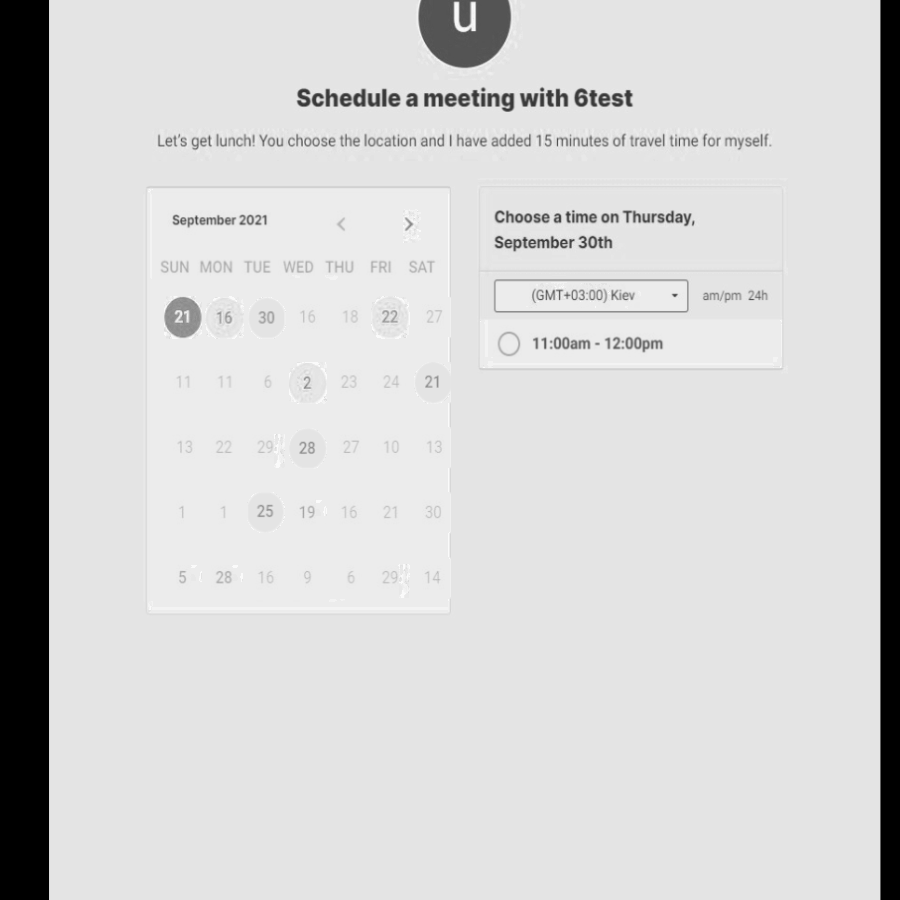 u
Schedule a meeting with 6test
Let's get lunch! You choose the location and I have added 15 minutes of travel time for myself.
September 2021
SUN MON TUE WED THU FRI SAT
21 16 30 16 18 22 27
11 11 6 2 23 24 21
13 22 29 28 27 10 13
1 1 25 19 16 21 30
5 28 16 9 6 29 14
Choose a time on Thursday,
September 30th
(GMT+03:00) Kiev am/pm 24h
11:00am - 12:00pm